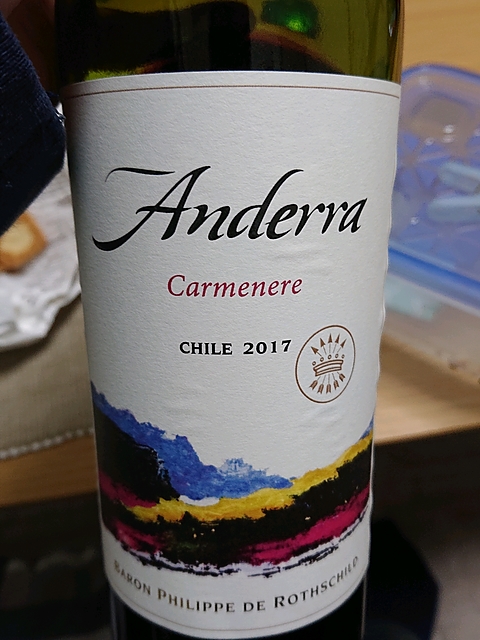 Anderra
Carmenere
CHILE 2017
BARON PHILIPPE DE ROTHSCHILD